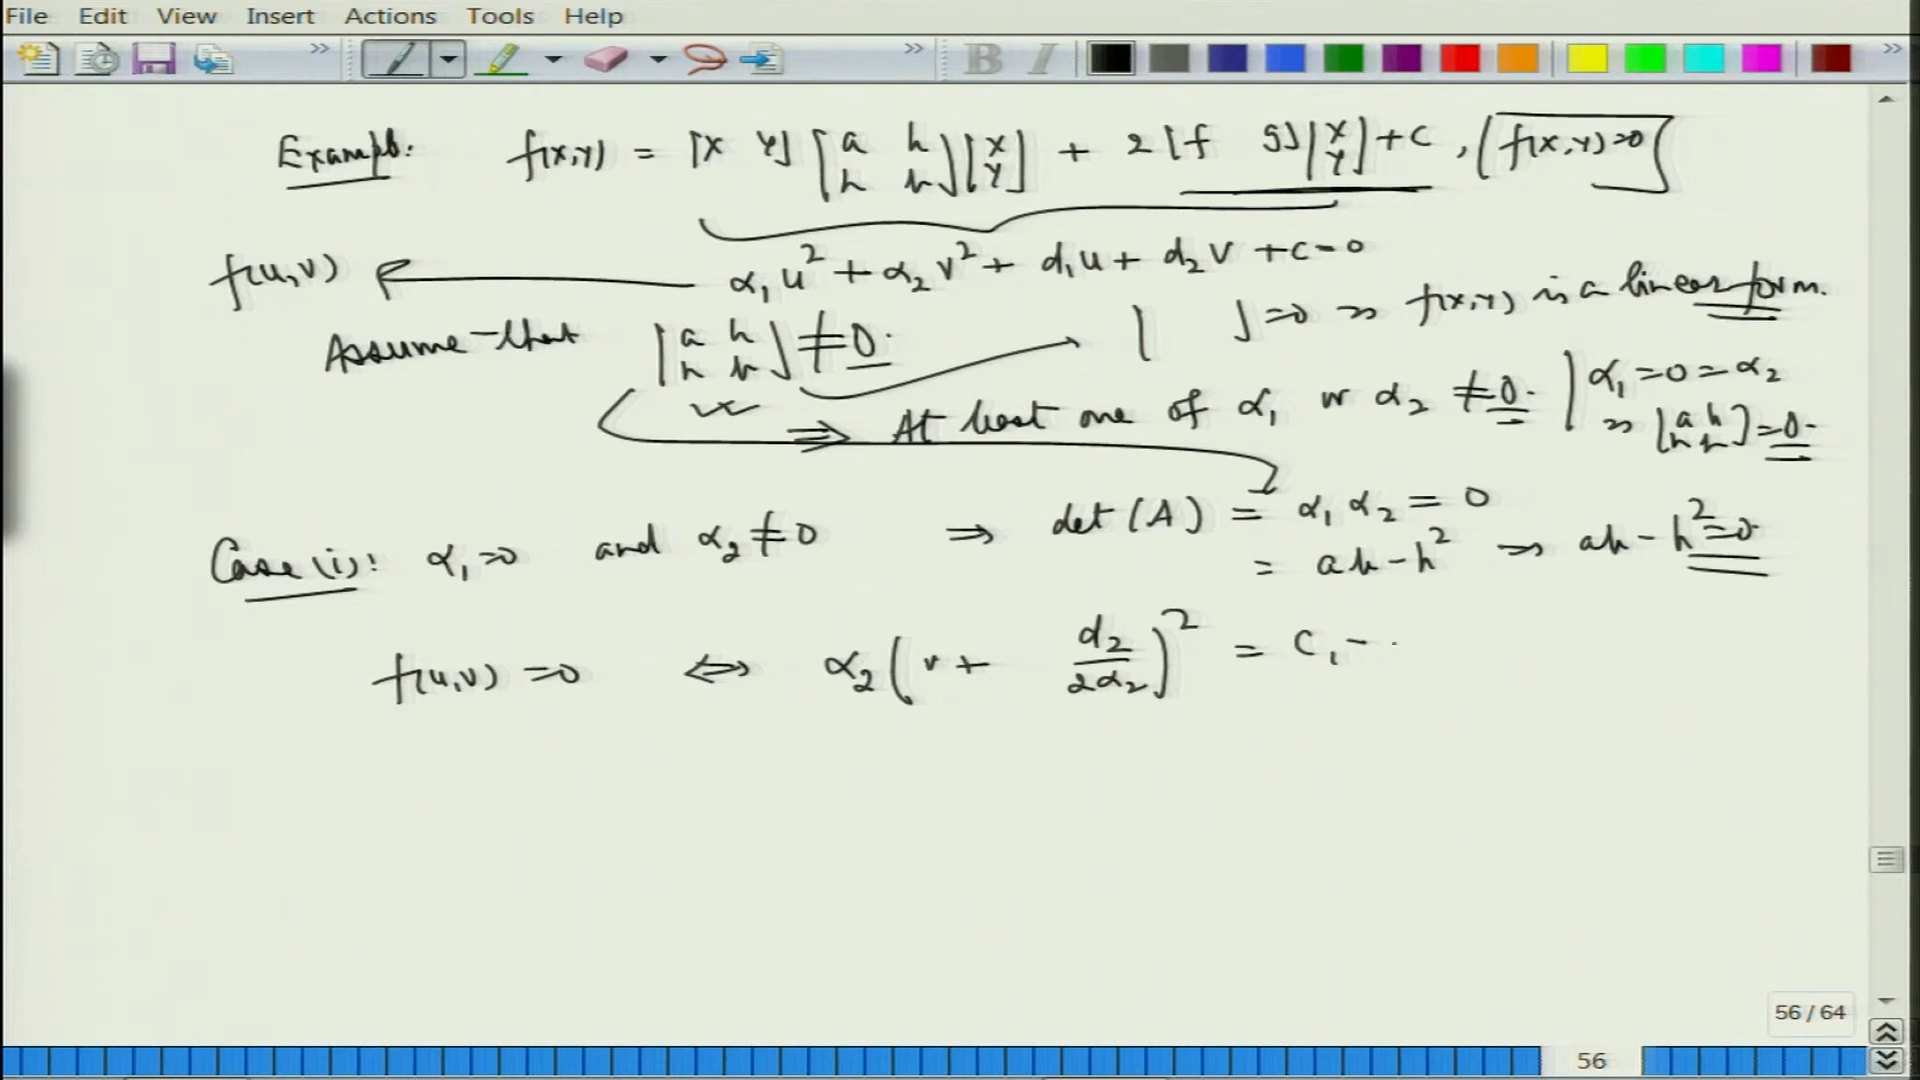 File Edit View Insert Actions Tools Help
Example: f(x,y) = [x y] [a h h b] [x y] + 2[f g] [x y] + c, f(x,y)=0
f(u,v) ← α₁u² + α₂v² + d₁u + d₂v + c = 0
Assume that [a h h b] ≠ 0. [ ] = 0 ⇒ f(x,y) is a linear form.
⇒ At least one of α₁ or α₂ ≠ 0. | α₁ = 0 = α₂
⇒ [a h h b] = 0.
Case (i): α₁ = 0 and α₂ ≠ 0 ⇒ det(A) = α₁α₂ = 0
= ab - h² ⇒ ab - h² = 0
f(u,v) = 0 ⇔ α₂(v + d₂/2α₂)² = c₁ -
56 / 64
56